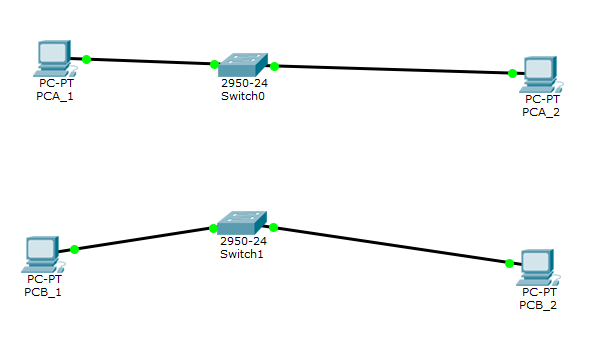 PC-PT
PCA_1
2950-24
Switch0
PC-PT
PCA_2
2950-24
Switch1
PC-PT
PCB_1
PC-PT
PCB_2